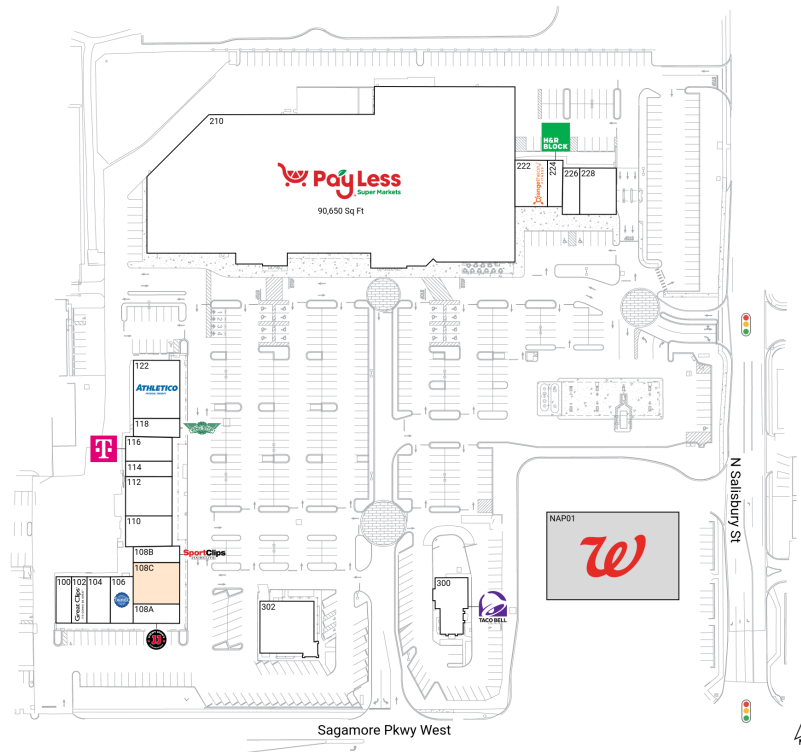 210
H&R
BLOCK
PayLess
Super Markets
90,650 Sq Ft
222
224
226
228
122
ATHLETICO
118
116
T
114
112
110
108B
SportClips
108C
100
102
104
106
Great Clips
108A
JJ
302
300
TACO BELL
NAP01
W
N Salisbury St
Sagamore Pkwy West